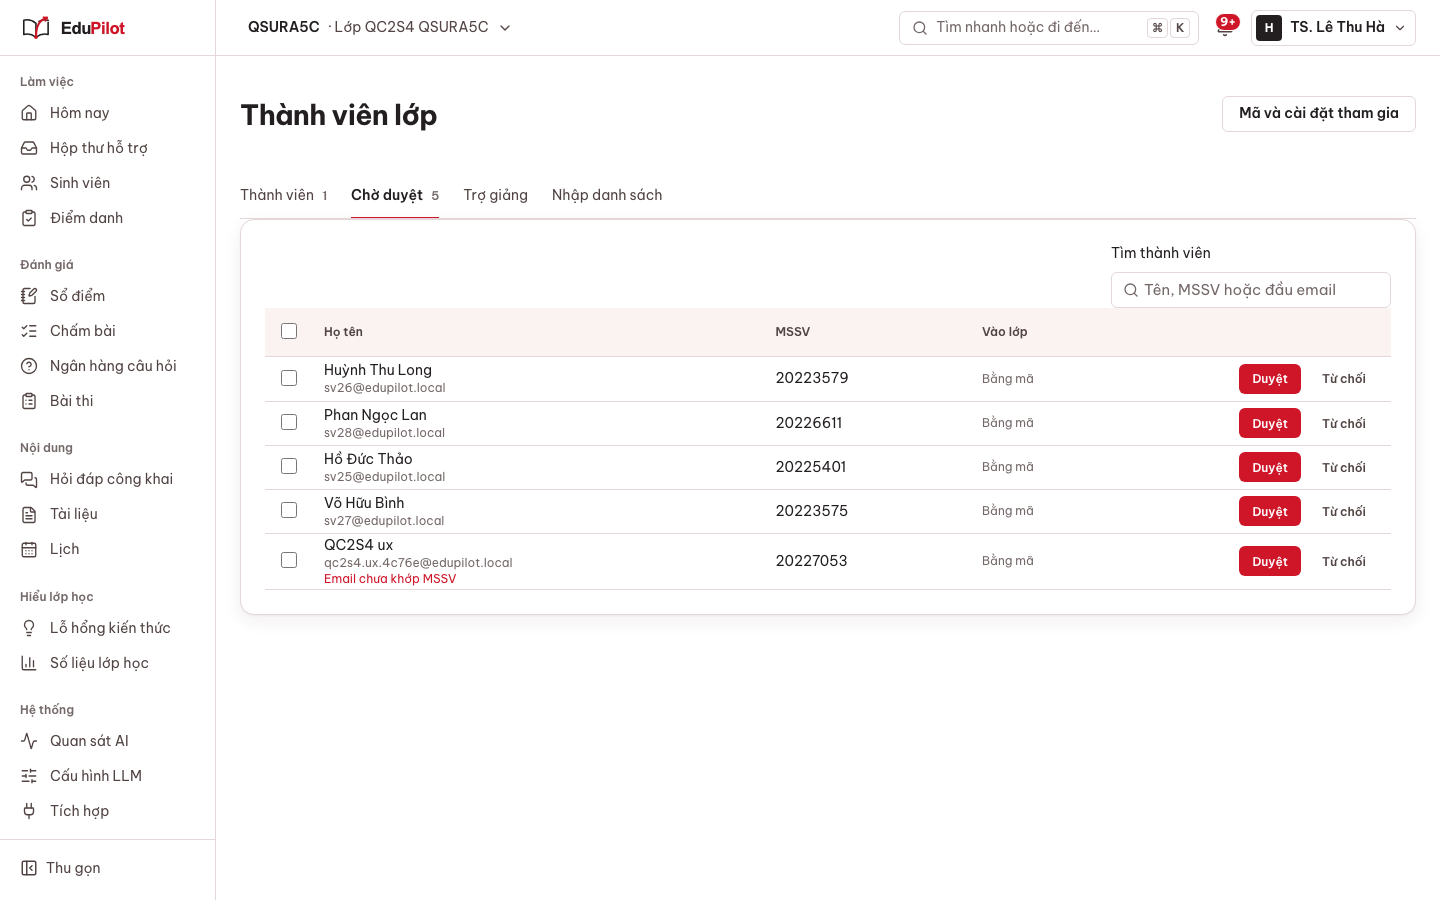 EduPilot
QSURA5C · Lớp QC2S4 QSURA5C
Tìm nhanh hoặc đi đến...
⌘ K
9+
H TS. Lê Thu Hà
Làm việc
Hôm nay
Hộp thư hỗ trợ
Sinh viên
Điểm danh
Đánh giá
Sổ điểm
Chấm bài
Ngân hàng câu hỏi
Bài thi
Nội dung
Hỏi đáp công khai
Tài liệu
Lịch
Hiểu lớp học
Lỗ hổng kiến thức
Số liệu lớp học
Hệ thống
Quan sát AI
Cấu hình LLM
Tích hợp
Thu gọn
Thành viên lớp
Mã và cài đặt tham gia
Thành viên 1 Chờ duyệt 5 Trợ giảng Nhập danh sách
Tìm thành viên
Tên, MSSV hoặc đầu email
Họ tên MSSV Vào lớp
Huỳnh Thu Long 20223579 Bằng mã Duyệt Từ chối
sv26@edupilot.local
Phan Ngọc Lan 20226611 Bằng mã Duyệt Từ chối
sv28@edupilot.local
Hồ Đức Thảo 20225401 Bằng mã Duyệt Từ chối
sv25@edupilot.local
Võ Hữu Bình 20223575 Bằng mã Duyệt Từ chối
sv27@edupilot.local
QC2S4 ux 20227053 Bằng mã Duyệt Từ chối
qc2s4.ux.4c76e@edupilot.local
Email chưa khớp MSSV